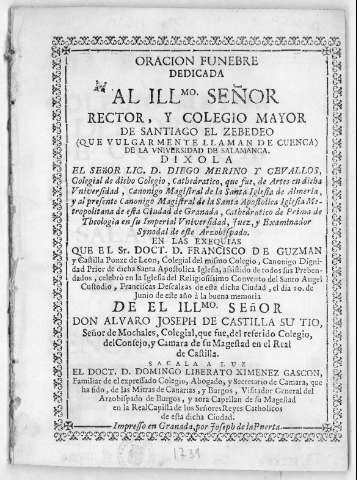 ORACION FUNEBRE
DEDICADA
AL ILLMO. SEÑOR
RECTOR, Y COLEGIO MAYOR
DE SANTIAGO EL ZEBEDEO
(QUE VULGARMENTE LLAMAN DE CUENCA)
DE LA VNIVERSIDAD DE SALAMANCA.
DIXOLA
EL SEÑOR LIC. D. DIEGO MERINO Y CEVALLOS,
Colegial de dicho Colegio, Cathedratico, que fue, de Artes en dicha
Vniversidad, Canonigo Magistral de la Santa Iglesia de Almeria,
y al presente Canonigo Magistral de la Santa Apostolica Iglesia Me-
tropolitana de esta Ciudad de Granada, Cathedratico de Prima de
Theologia en su Imperial Vniversidad, Juez, y Examinador
Synodal de este Arzobispado.
EN LAS EXEQUIAS
QUE EL Sr. DOCT. D. FRANCISCO DE GUZMAN
y Castilla Ponze de Leon, Colegial del mismo Colegio, Canonigo Digni-
dad Prior de dicha Santa Apostolica Iglesia, assistido de todos sus Preben-
dados, celebrò en la Iglesia del Religiosissimo Convento del Santo Angel
Custodio, Franciscas Descalzas de esta dicha Ciudad, el dia 10. de
Junio de este año à la buena memoria
DE EL ILLMO. SEñOR
DON ALVARO JOSEPH DE CASTILLA SU TIO,
Señor de Mochales, Colegial, que fue, del referido Colegio,
del Consejo, y Camara de su Magestad en el Real
de Castilla.
SACALA A LUZ
EL DOCT. D. DOMINGO LIBERATO XIMENEZ GASCON,
Familiar de el expressado Colegio, Abogado, y Secretario de Camara, que
ha sido, de las Mitras de Canarias, y Burgos, Visitador General del
Arzobispado de Burgos, y aora Capellan de su Magestad
en la Real Capilla de los Señores Reyes Catholicos
de esta dicha Ciudad.
Impresso en Granada, por Joseph de la Puerta.
1739